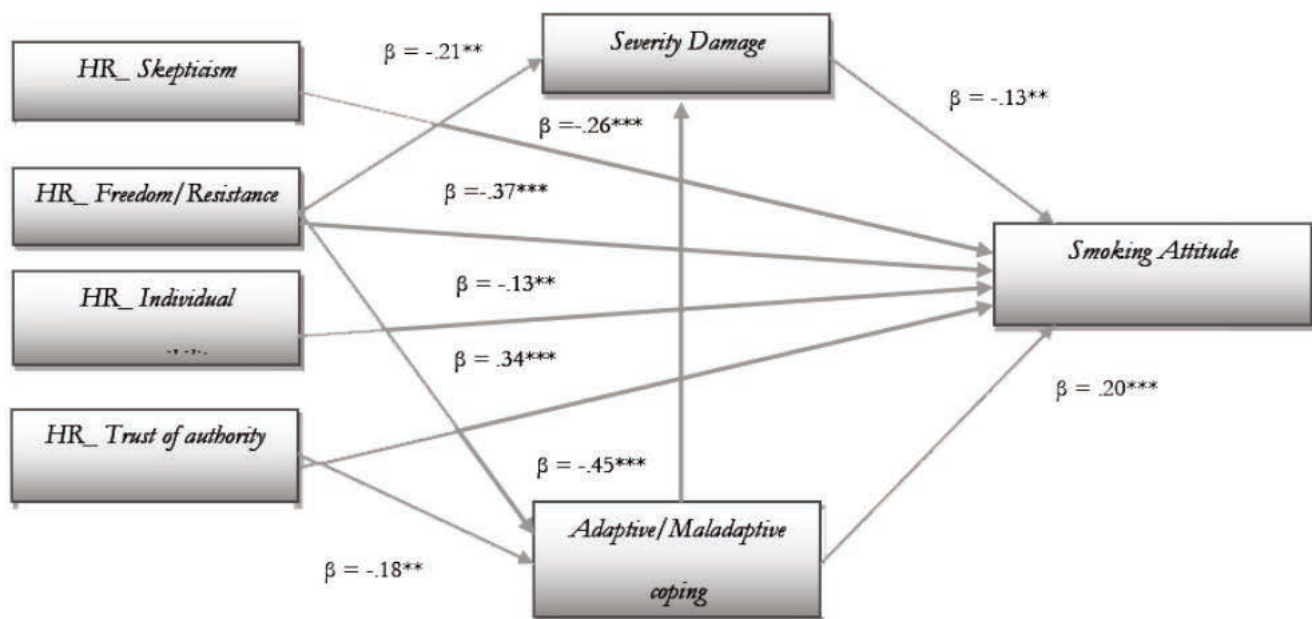 Severity Damage
β = -.21**
HR_ Skepticism
β = -.13**
β =-.26***
HR_ Freedom/Resistance
β =-.37***
Smoking Attitude
HR_ Individual
β = -.13**
β = .34***
β = .20***
HR_ Trust of authority
β = -.45***
Adaptive/Maladaptive
coping
β = -.18**